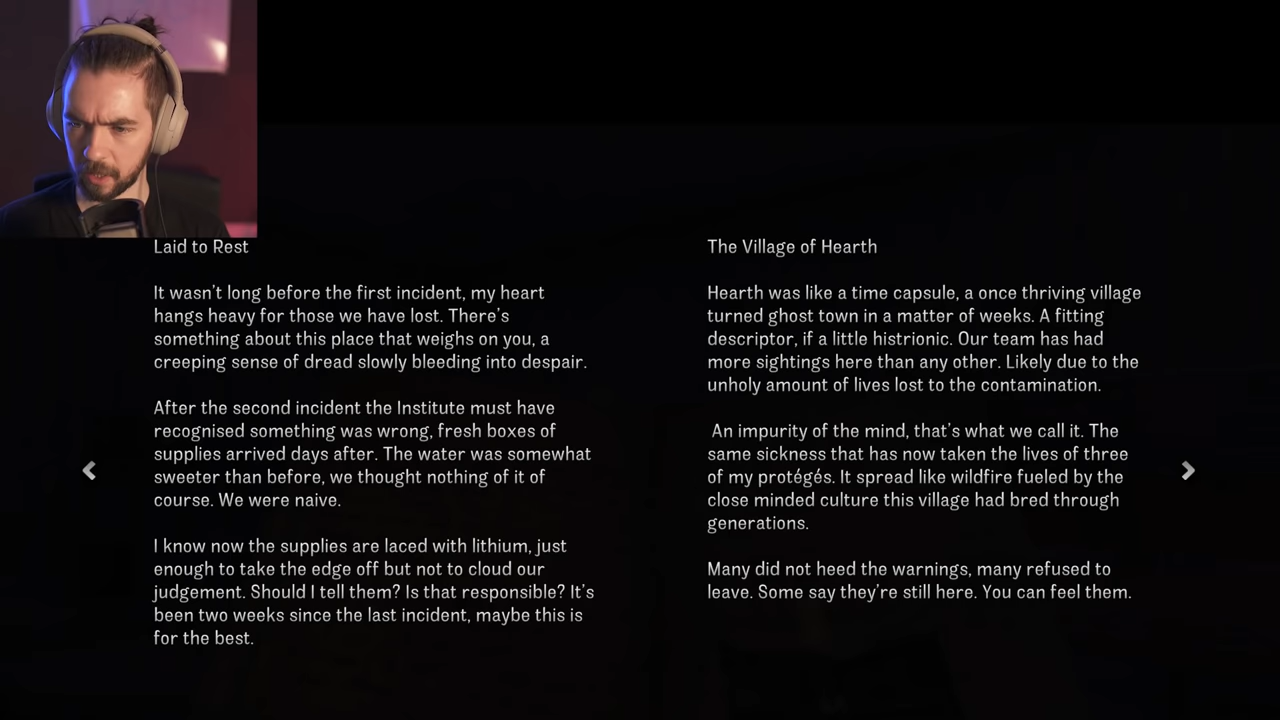 Laid to Rest
It wasn't long before the first incident, my heart
hangs heavy for those we have lost. There's
something about this place that weighs on you, a
creeping sense of dread slowly bleeding into despair.
After the second incident the Institute must have
recognised something was wrong, fresh boxes of
supplies arrived days after. The water was somewhat
sweeter than before, we thought nothing of it of
course. We were naive.
I know now the supplies are laced with lithium, just
enough to take the edge off but not to cloud our
judgement. Should I tell them? Is that responsible? It's
been two weeks since the last incident, maybe this is
for the best.
The Village of Hearth
Hearth was like a time capsule, a once thriving village
turned ghost town in a matter of weeks. A fitting
descriptor, if a little histrionic. Our team has had
more sightings here than any other. Likely due to the
unholy amount of lives lost to the contamination.
An impurity of the mind, that's what we call it. The
same sickness that has now taken the lives of three
of my protégés. It spread like wildfire fueled by the
close minded culture this village had bred through
generations.
Many did not heed the warnings, many refused to
leave. Some say they're still here. You can feel them.